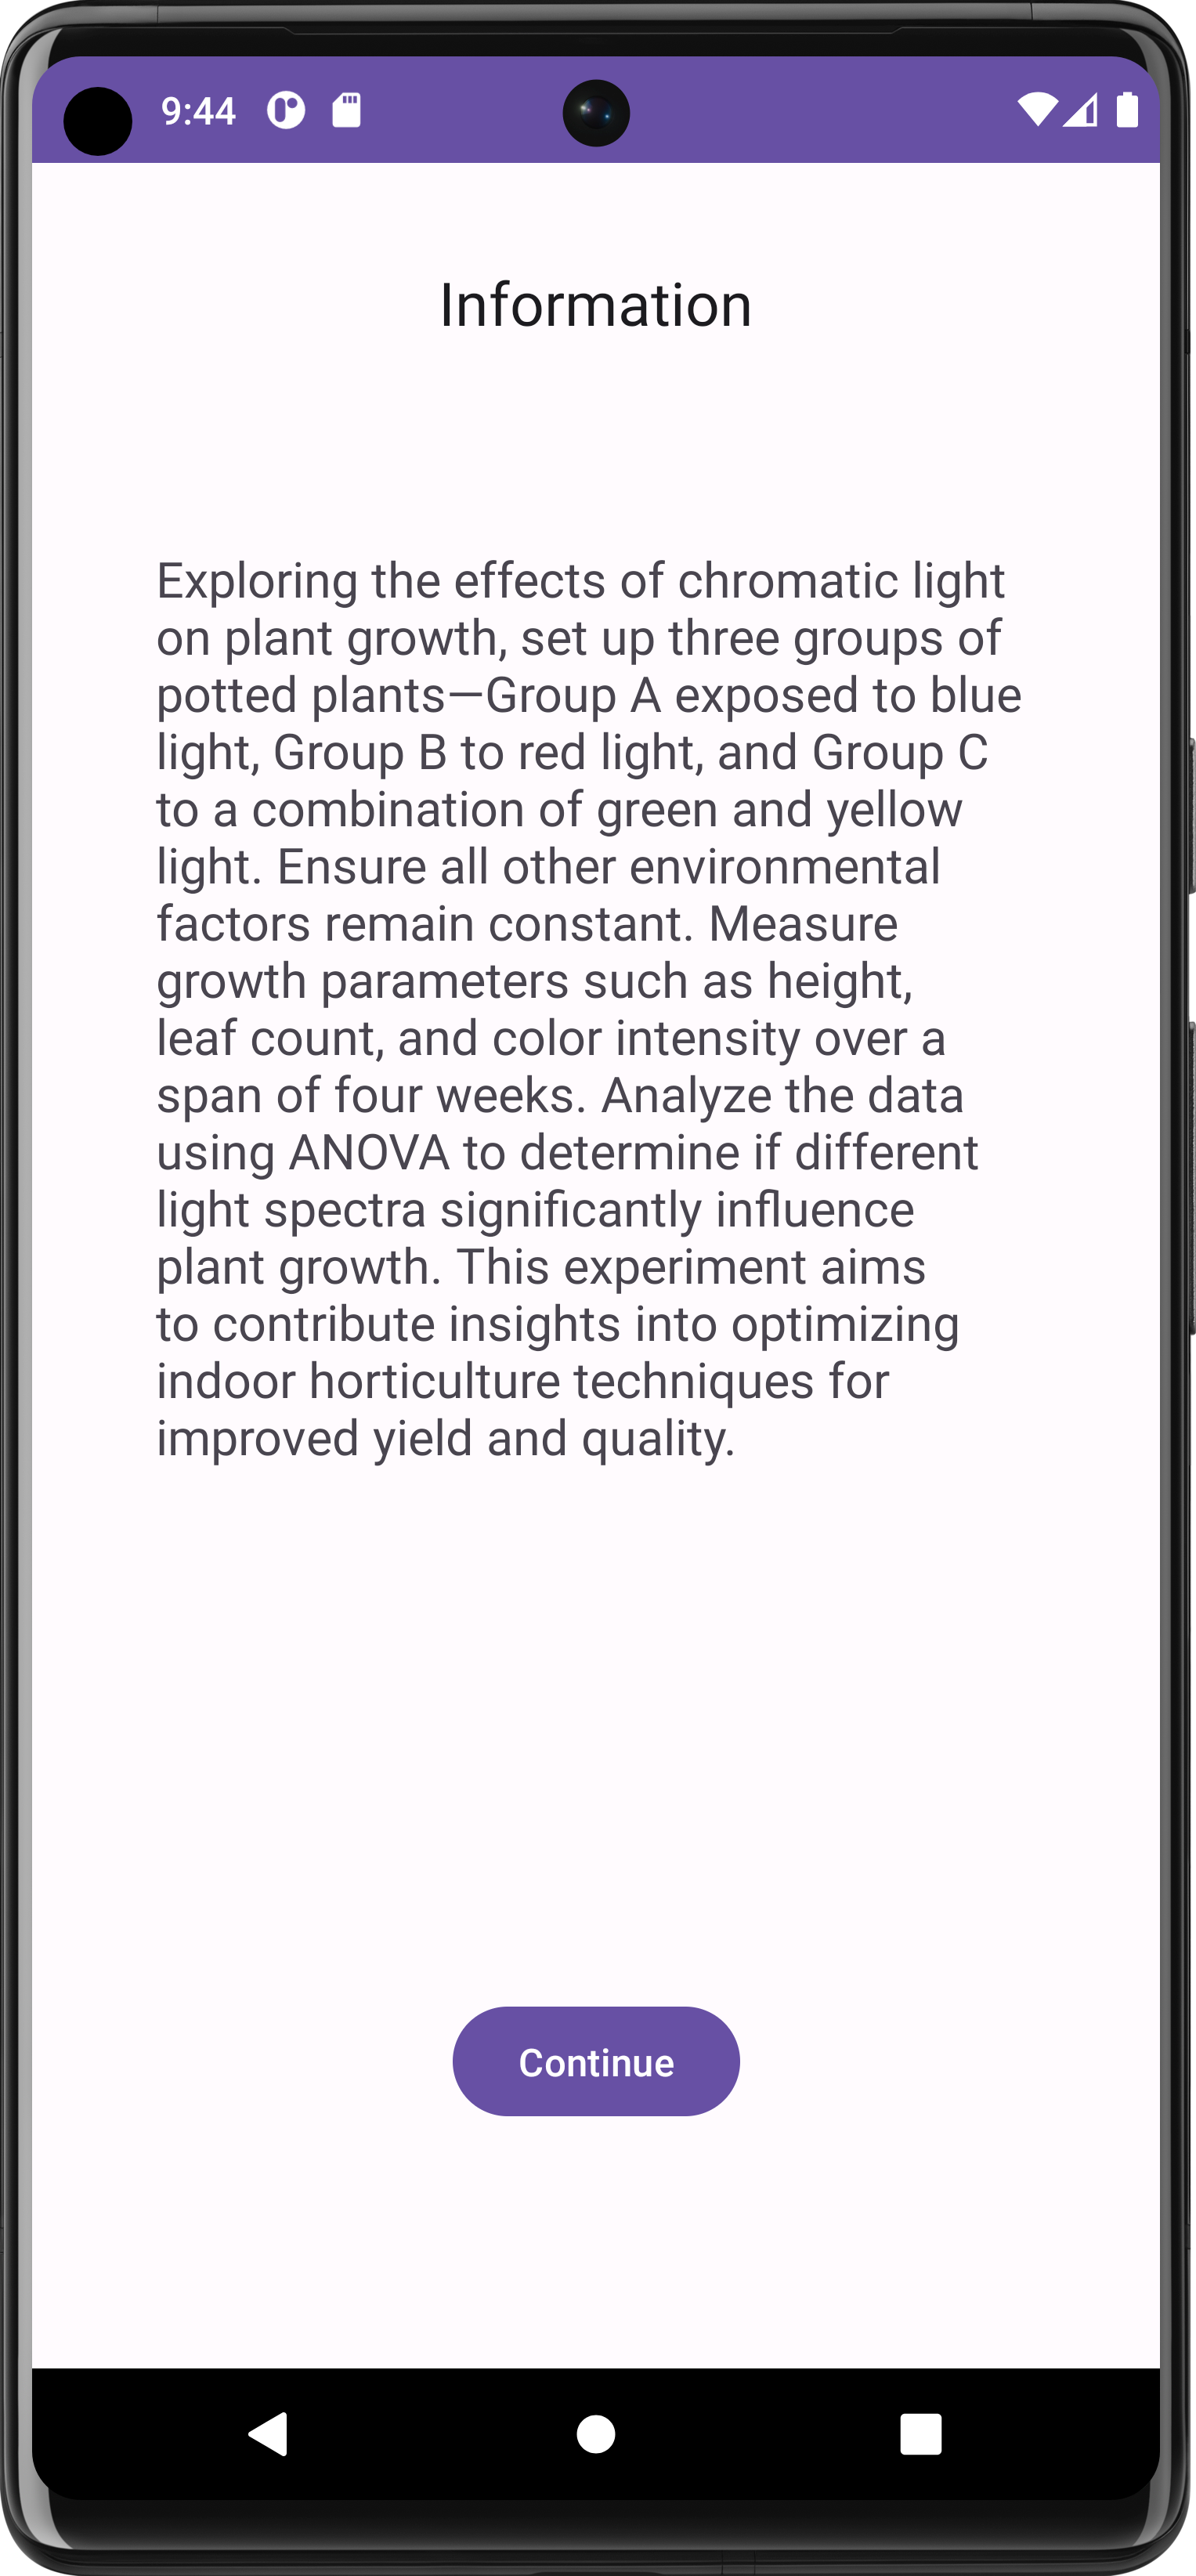 9:44
Information
Exploring the effects of chromatic light
on plant growth, set up three groups of
potted plants—Group A exposed to blue
light, Group B to red light, and Group C
to a combination of green and yellow
light. Ensure all other environmental
factors remain constant. Measure
growth parameters such as height,
leaf count, and color intensity over a
span of four weeks. Analyze the data
using ANOVA to determine if different
light spectra significantly influence
plant growth. This experiment aims
to contribute insights into optimizing
indoor horticulture techniques for
improved yield and quality.
Continue